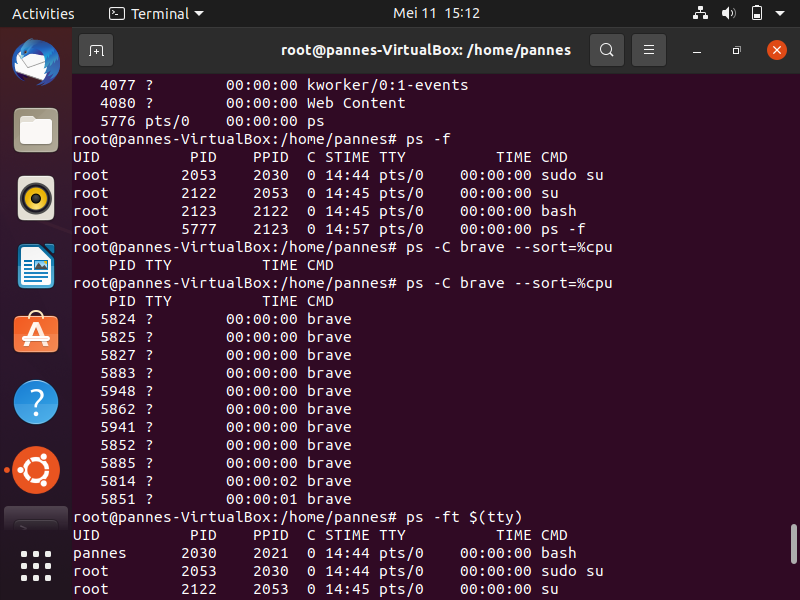 Activities Terminal Mei 11 15:12
root@pannes-VirtualBox: /home/pannes
4077 ? 00:00:00 kworker/0:1-events
4080 ? 00:00:00 Web Content
5776 pts/0 00:00:00 ps
root@pannes-VirtualBox:/home/pannes# ps -f
UID PID PPID C STIME TTY TIME CMD
root 2053 2030 0 14:44 pts/0 00:00:00 sudo su
root 2122 2053 0 14:45 pts/0 00:00:00 su
root 2123 2122 0 14:45 pts/0 00:00:00 bash
root 5777 2123 0 14:57 pts/0 00:00:00 ps -f
root@pannes-VirtualBox:/home/pannes# ps -C brave --sort=%cpu
PID TTY TIME CMD
root@pannes-VirtualBox:/home/pannes# ps -C brave --sort=%cpu
PID TTY TIME CMD
5824 ? 00:00:00 brave
5825 ? 00:00:00 brave
5827 ? 00:00:00 brave
5883 ? 00:00:00 brave
5948 ? 00:00:00 brave
5862 ? 00:00:00 brave
5941 ? 00:00:00 brave
5852 ? 00:00:00 brave
5885 ? 00:00:00 brave
5814 ? 00:00:02 brave
5851 ? 00:00:01 brave
root@pannes-VirtualBox:/home/pannes# ps -ft $(tty)
UID PID PPID C STIME TTY TIME CMD
pannes 2030 2021 0 14:44 pts/0 00:00:00 bash
root 2053 2030 0 14:44 pts/0 00:00:00 sudo su
root 2122 2053 0 14:45 pts/0 00:00:00 su